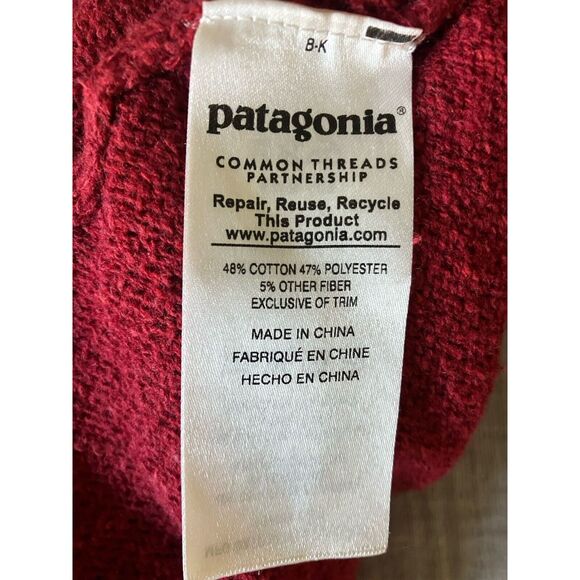 B-K
patagonia®
COMMON THREADS
PARTNERSHIP
Repair, Reuse, Recycle
This Product
www.patagonia.com
48% COTTON 47% POLYESTER
5% OTHER FIBER
EXCLUSIVE OF TRIM
MADE IN CHINA
FABRIQUÉ EN CHINE
HECHO EN CHINA